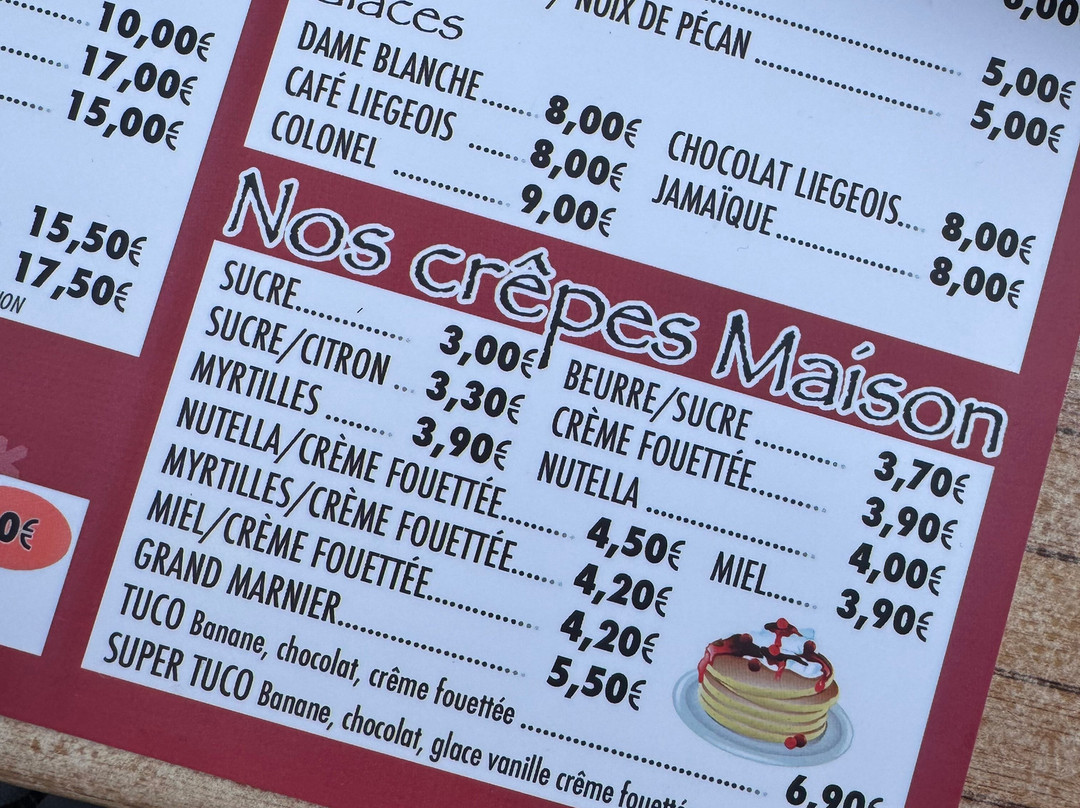 10,00€
17,00€
15,00€
15,50€
17,50€
Glaces
5,00€
/ NOIX DE PÉCAN ........ 5,00€
DAME BLANCHE...... 8,00€
CAFÉ LIEGEOIS ...... 8,00€
COLONEL ............ 9,00€
CHOCOLAT LIEGEOIS.... 8,00€
JAMAÏQUE............ 8,00€
Nos crêpes Maison
SUCRE............ 3,00€
SUCRE/CITRON ... 3,30€
MYRTILLES ........ 3,90€
BEURRE/SUCRE ........ 3,70€
CRÈME FOUETTÉE........ 3,90€
NUTELLA ............ 4,00€
MIEL...... 3,90€
NUTELLA/CRÈME FOUETTÉE........ 4,50€
MYRTILLES/CRÈME FOUETTÉE...... 4,20€
MIEL/CRÈME FOUETTÉE........ 4,20€
GRAND MARNIER............ 5,50€
TUCO Banane, chocolat, crême fouettée ............ 6,90€
SUPER TUCO Banane, chocolat, glace vanille crême